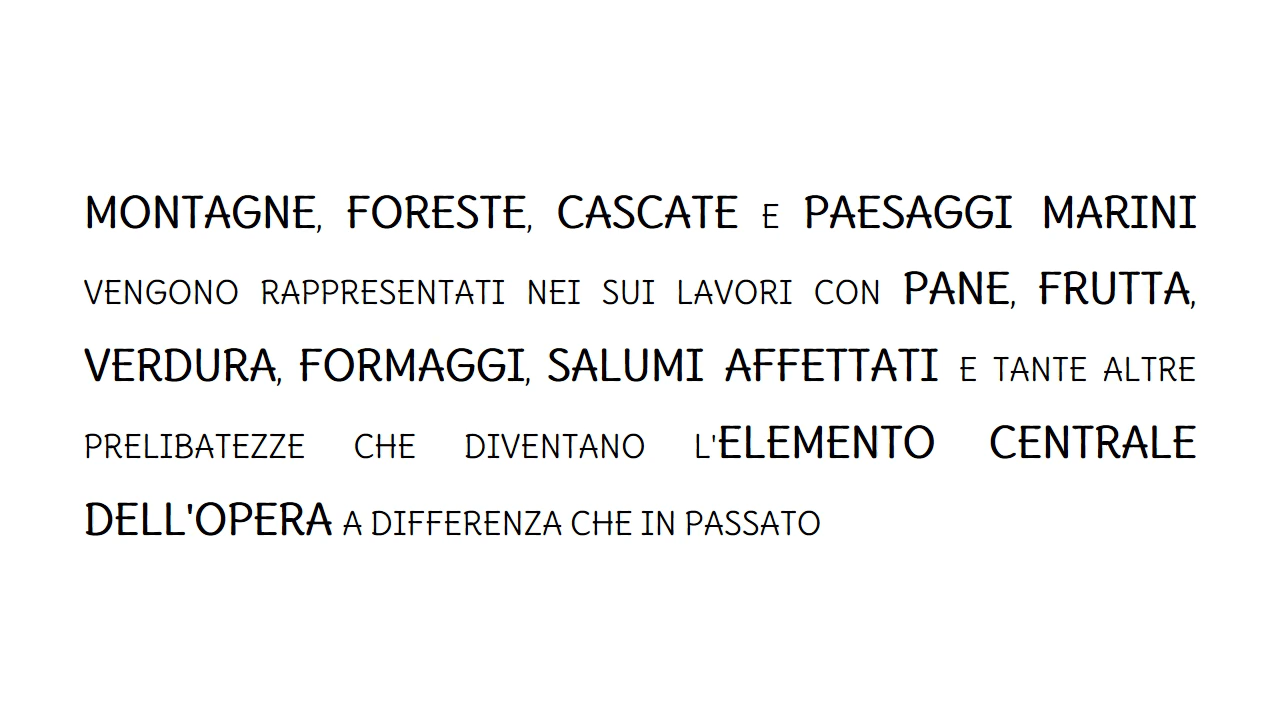 MONTAGNE, FORESTE, CASCATE E PAESAGGI MARINI
VENGONO RAPPRESENTATI NEI SUI LAVORI CON PANE, FRUTTA,
VERDURA, FORMAGGI, SALUMI AFFETTATI E TANTE ALTRE
PRELIBATEZZE CHE DIVENTANO L'ELEMENTO CENTRALE
DELL'OPERA A DIFFERENZA CHE IN PASSATO